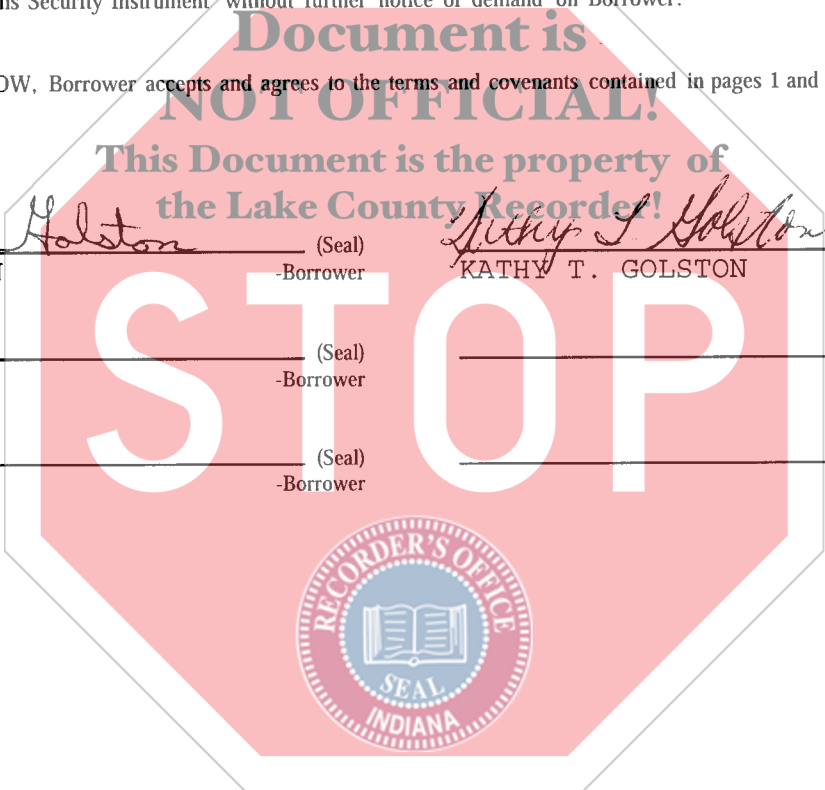 is Security Instrument without further notice or demand on Borrower.
Document is
OW, Borrower accepts and agrees to the terms and covenants contained in pages 1 and
NOT OFFICIAL!
This Document is the property of
the Lake County Recorder!
Golston (Seal) Kathy T Golston
-Borrower KATHY T. GOLSTON
STOP
(Seal)
-Borrower
(Seal)
-Borrower
RECORDER'S OFFICE
SEAL
INDIANA